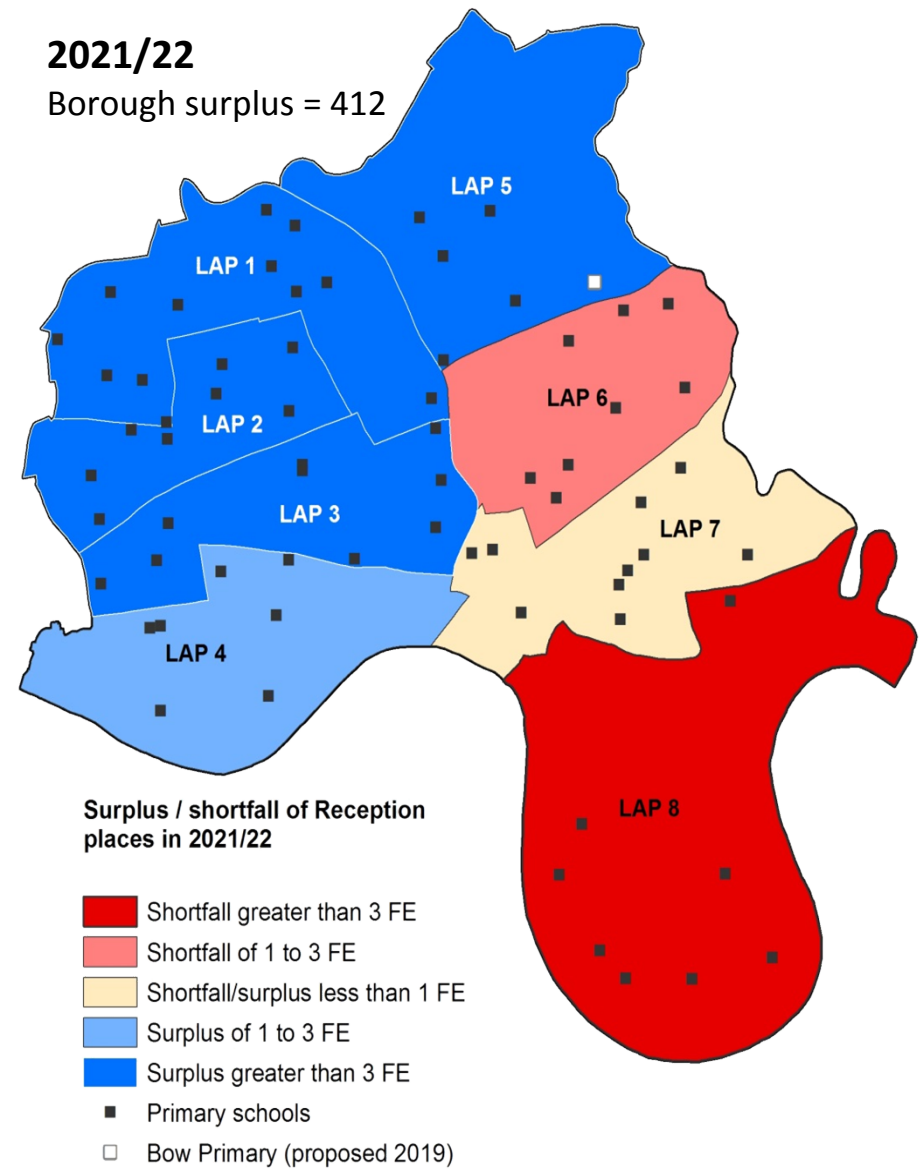 2021/22
Borough surplus = 412
LAP 5
LAP 1
LAP 6
LAP 2
LAP 3
LAP 7
LAP 4
LAP 8
Surplus / shortfall of Reception
places in 2021/22
Shortfall greater than 3 FE
Shortfall of 1 to 3 FE
Shortfall/surplus less than 1 FE
Surplus of 1 to 3 FE
Surplus greater than 3 FE
Primary schools
Bow Primary (proposed 2019)